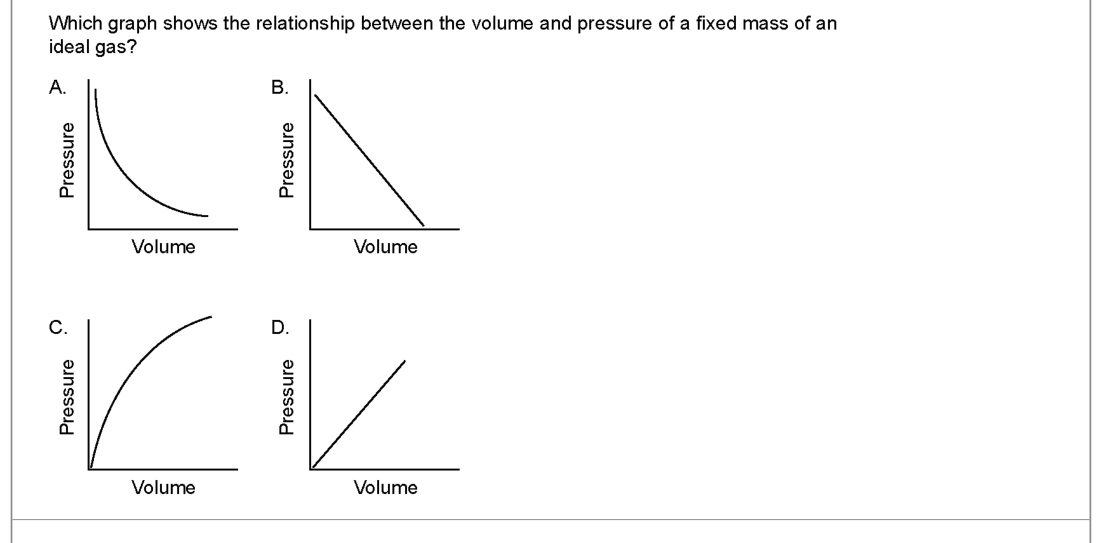 Which graph shows the relationship between the volume and pressure of a fixed mass of an
ideal gas?
A.
Pressure
Volume
B.
Pressure
Volume
C.
Pressure
Volume
D.
Pressure
Volume